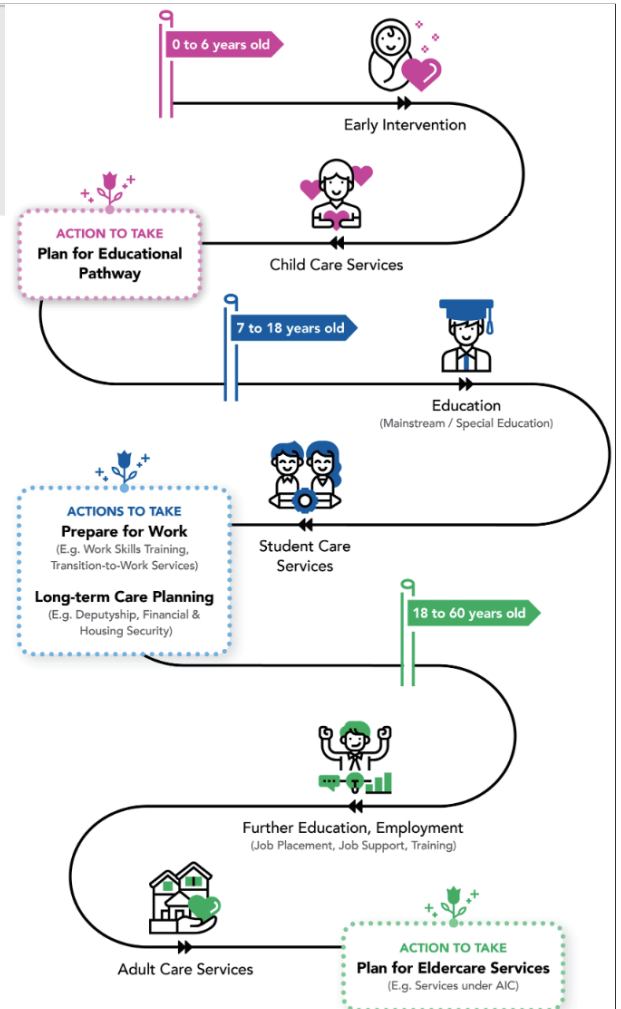 0 to 6 years old
Early Intervention
Child Care Services
ACTION TO TAKE
Plan for Educational
Pathway
7 to 18 years old
Education
(Mainstream / Special Education)
Student Care
Services
ACTIONS TO TAKE
Prepare for Work
(E.g. Work Skills Training,
Transition-to-Work Services)
Long-term Care Planning
(E.g. Deputyship, Financial &
Housing Security)
18 to 60 years old
Further Education, Employment
(Job Placement, Job Support, Training)
Adult Care Services
ACTION TO TAKE
Plan for Eldercare Services
(E.g. Services under AIC)